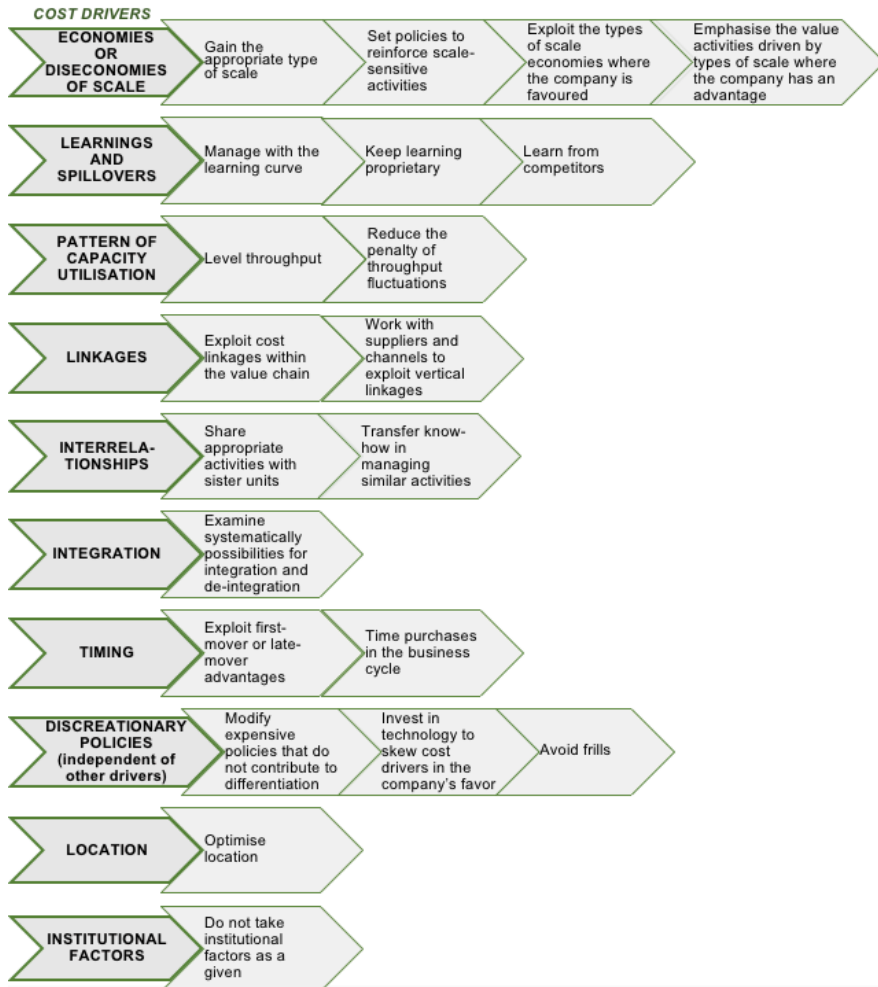 COST DRIVERS
ECONOMIES
OR
DISECONOMIES
OF SCALE
Gain the
appropriate type
of scale
Set policies to
reinforce scale-
sensitive
activities
Exploit the types
of scale
economies where
the company is
favoured
Emphasise the value
activities driven by
types of scale where
the company has an
advantage
LEARNINGS
AND
SPILLOVERS
Manage with the
learning curve
Keep learning
proprietary
Learn from
competitors
PATTERN OF
CAPACITY
UTILISATION
Level throughput
Reduce the
penalty of
throughput
fluctuations
LINKAGES
Exploit cost
linkages within
the value chain
Work with
suppliers and
channels to
exploit vertical
linkages
INTERRELA-
TIONSHIPS
Share
appropriate
activities with
sister units
Transfer know-
how in
managing
similar activities
INTEGRATION
Examine
systematically
possibilities for
integration and
de-integration
TIMING
Exploit first-
mover or late-
mover
advantages
Time purchases
in the business
cycle
DISCREATIONARY
POLICIES
(independent of
other drivers)
Modify
expensive
policies that do
not contribute to
differentiation
Invest in
technology to
skew cost
drivers in the
company's favor
Avoid frills
LOCATION
Optimise
location
INSTITUTIONAL
FACTORS
Do not take
institutional
factors as a
given